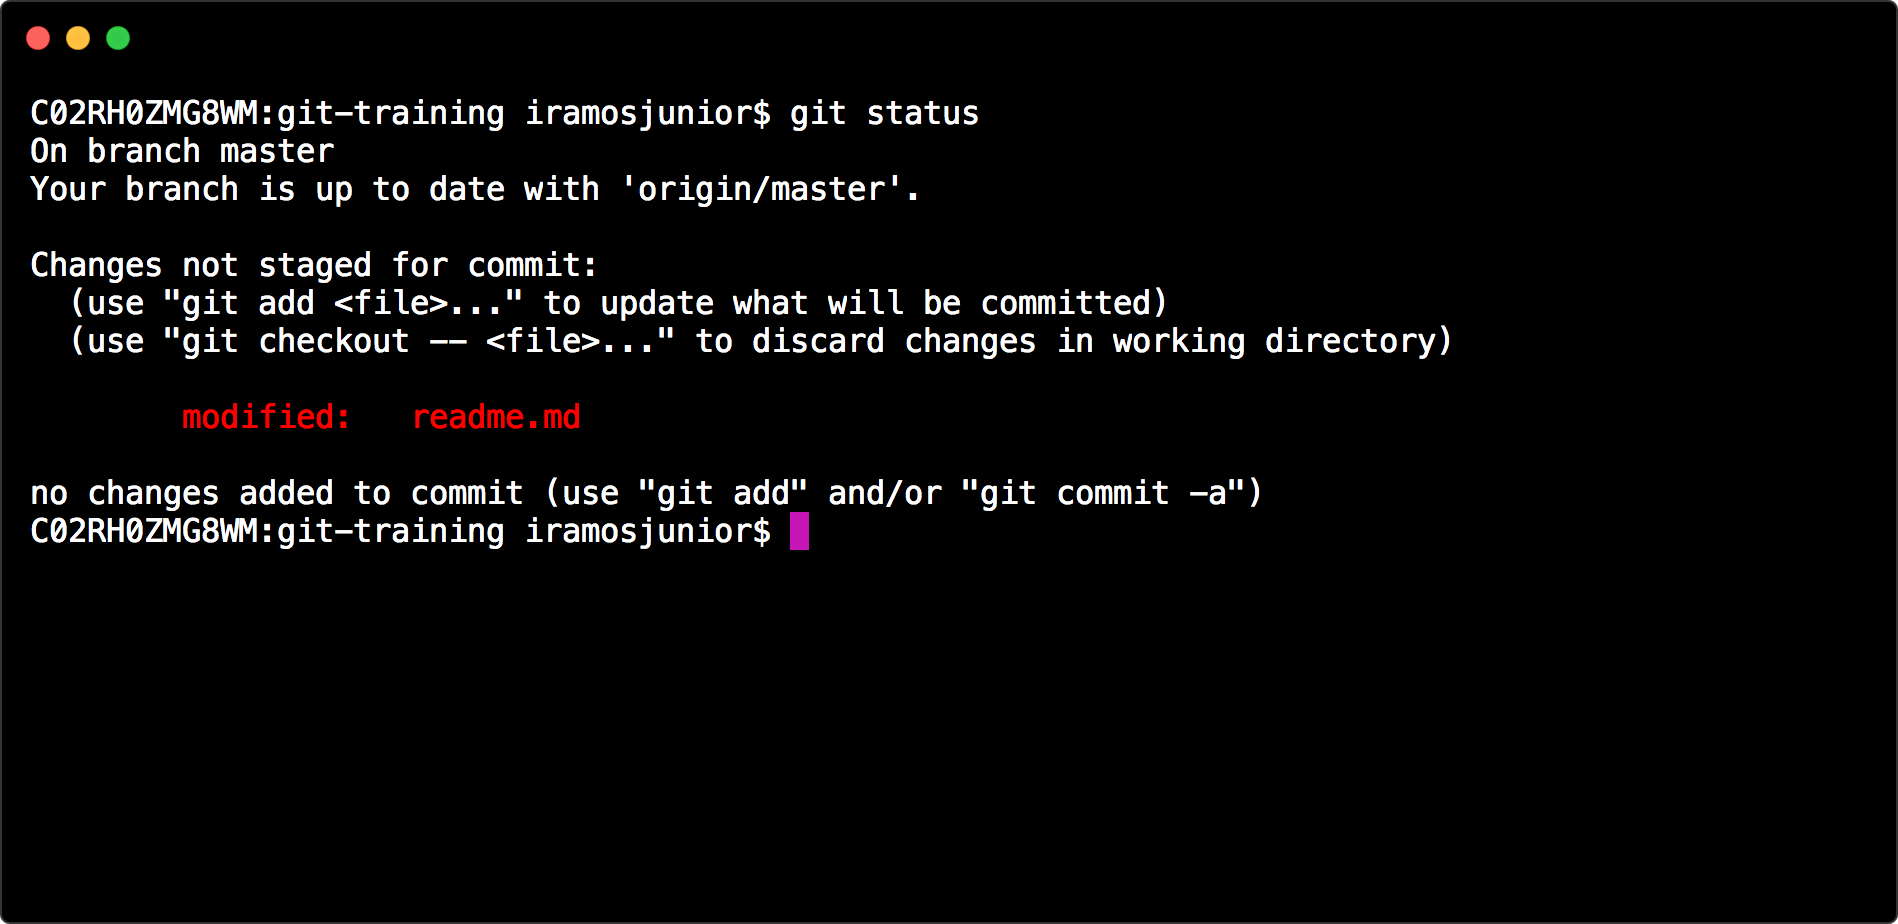 C02RH0ZMG8WM:git-training iramosjunior$ git status
On branch master
Your branch is up to date with 'origin/master'.
Changes not staged for commit:
  (use "git add <file>..." to update what will be committed)
  (use "git checkout -- <file>..." to discard changes in working directory)
        modified:   readme.md
no changes added to commit (use "git add" and/or "git commit -a")
C02RH0ZMG8WM:git-training iramosjunior$